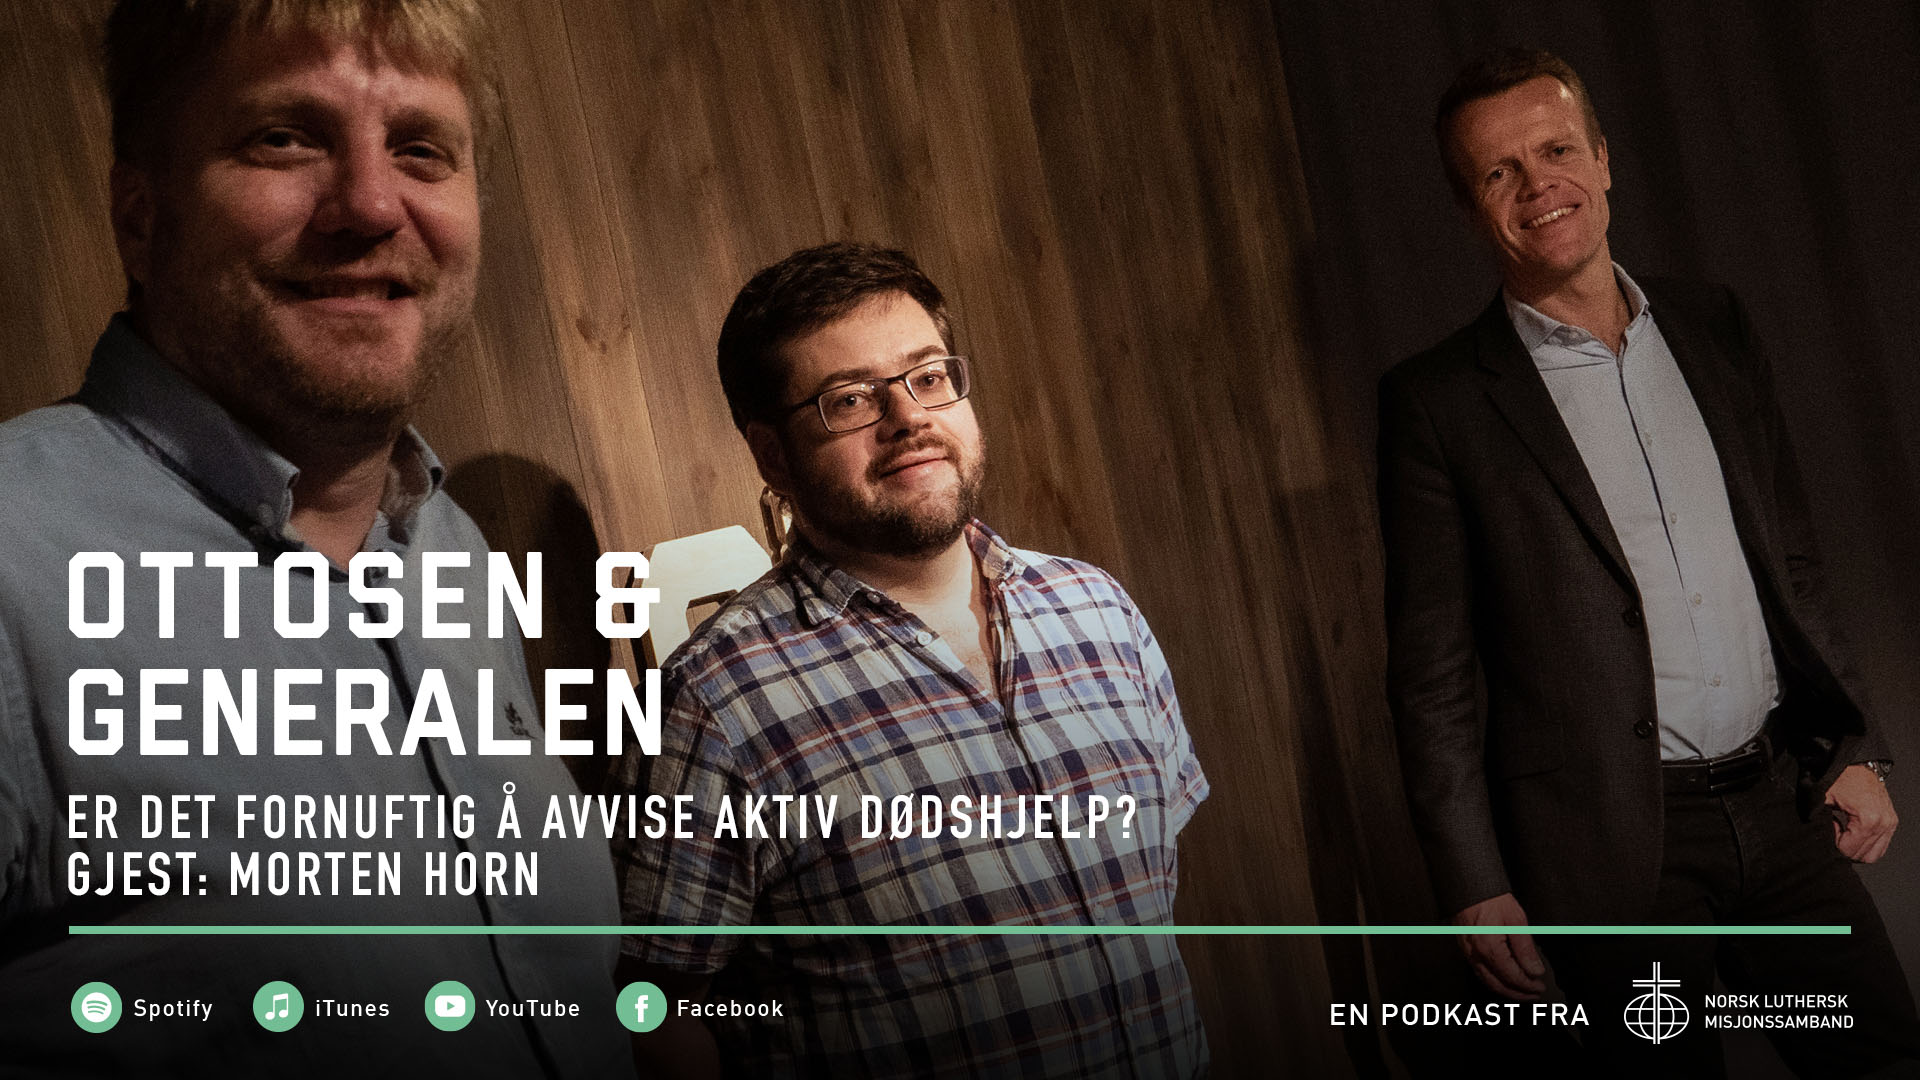 OTTOSEN &
GENERALEN
ER DET FORNUFTIG Å AVVISE AKTIV DØDSHJELP?
GJEST: MORTEN HORN
Spotify iTunes YouTube Facebook
EN PODKAST FRA
NORSK LUTHERSK
MISJONSSAMBAND